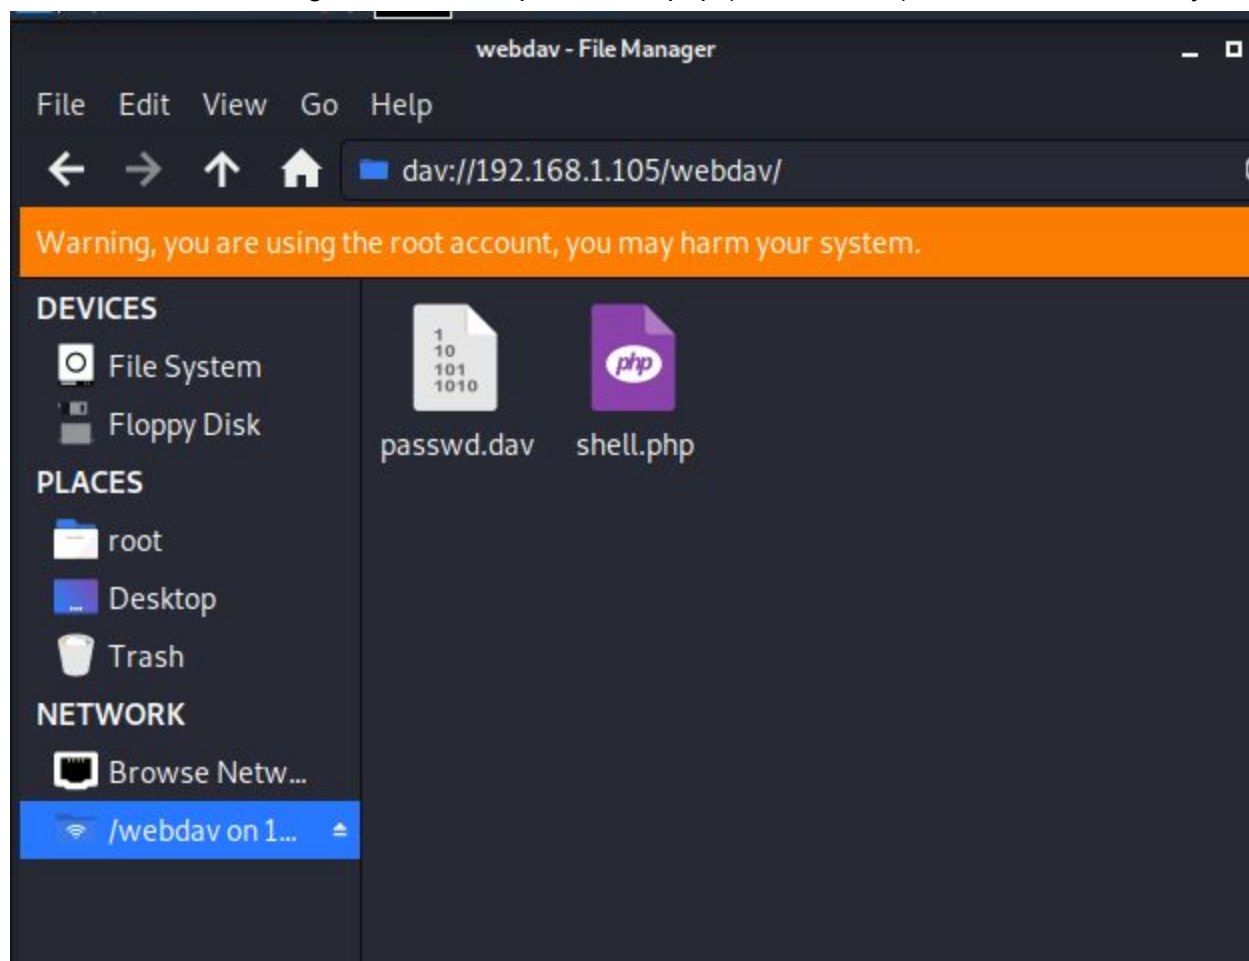 webdav - File Manager
File Edit View Go Help
dav://192.168.1.105/webdav/
Warning, you are using the root account, you may harm your system.
DEVICES
File System
Floppy Disk
PLACES
root
Desktop
Trash
NETWORK
Browse Netw...
/webdav on 1...
1
10
101
1010
php
passwd.dav shell.php